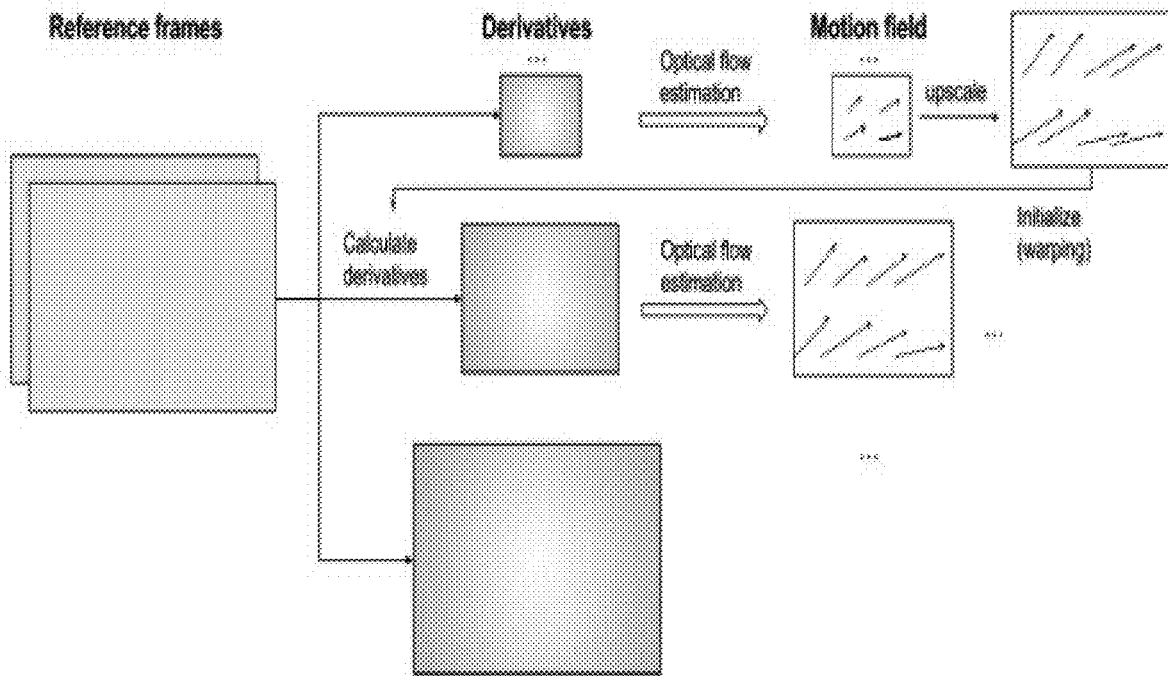 Reference frames
Derivatives
Motion field
...
...
Optical flow
estimation
upscale
Initialize
(warping)
Calculate
derivatives
Optical flow
estimation
...
...